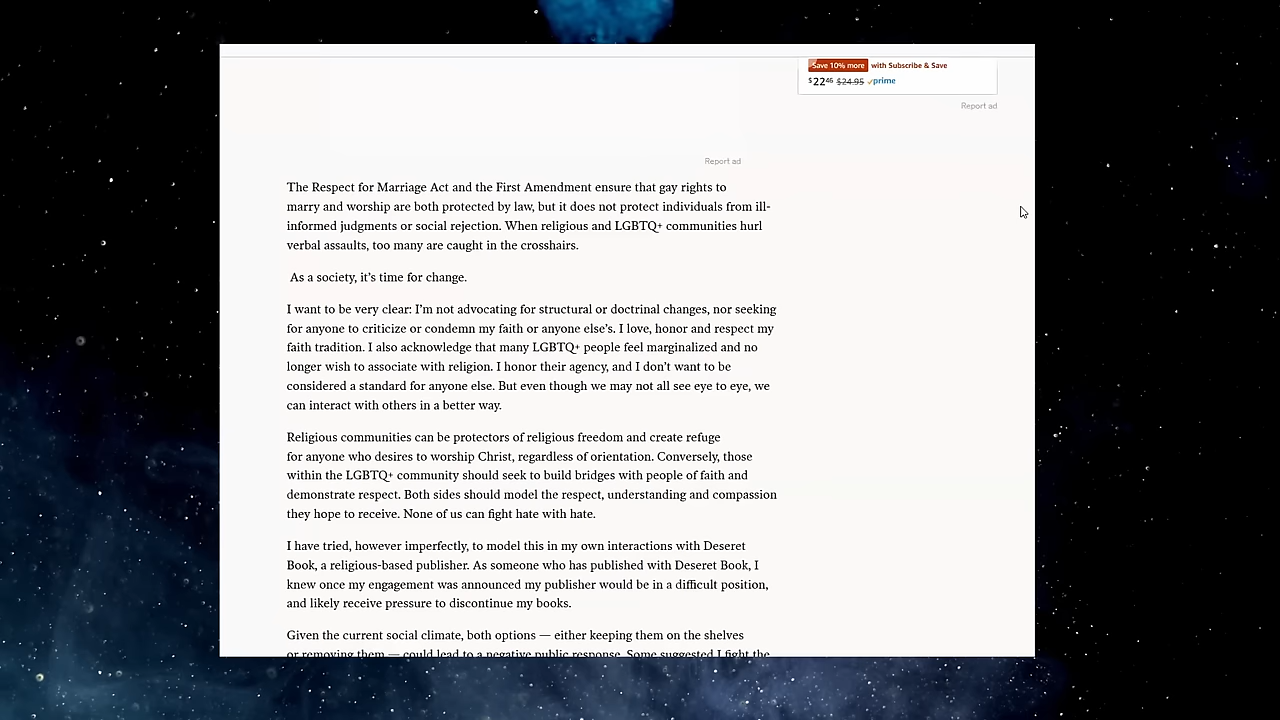 Save 10% more with Subscribe & Save
$22.46 $24.95 prime
Report ad
Report ad
The Respect for Marriage Act and the First Amendment ensure that gay rights to
marry and worship are both protected by law, but it does not protect individuals from ill-
informed judgments or social rejection. When religious and LGBTQ+ communities hurl
verbal assaults, too many are caught in the crosshairs.
As a society, it’s time for change.
I want to be very clear: I’m not advocating for structural or doctrinal changes, nor seeking
for anyone to criticize or condemn my faith or anyone else’s. I love, honor and respect my
faith tradition. I also acknowledge that many LGBTQ+ people feel marginalized and no
longer wish to associate with religion. I honor their agency, and I don’t want to be
considered a standard for anyone else. But even though we may not all see eye to eye, we
can interact with others in a better way.
Religious communities can be protectors of religious freedom and create refuge
for anyone who desires to worship Christ, regardless of orientation. Conversely, those
within the LGBTQ+ community should seek to build bridges with people of faith and
demonstrate respect. Both sides should model the respect, understanding and compassion
they hope to receive. None of us can fight hate with hate.
I have tried, however imperfectly, to model this in my own interactions with Deseret
Book, a religious-based publisher. As someone who has published with Deseret Book, I
knew once my engagement was announced my publisher would be in a difficult position,
and likely receive pressure to discontinue my books.
Given the current social climate, both options — either keeping them on the shelves
or removing them — could lead to a negative public response. Some suggested I fight the